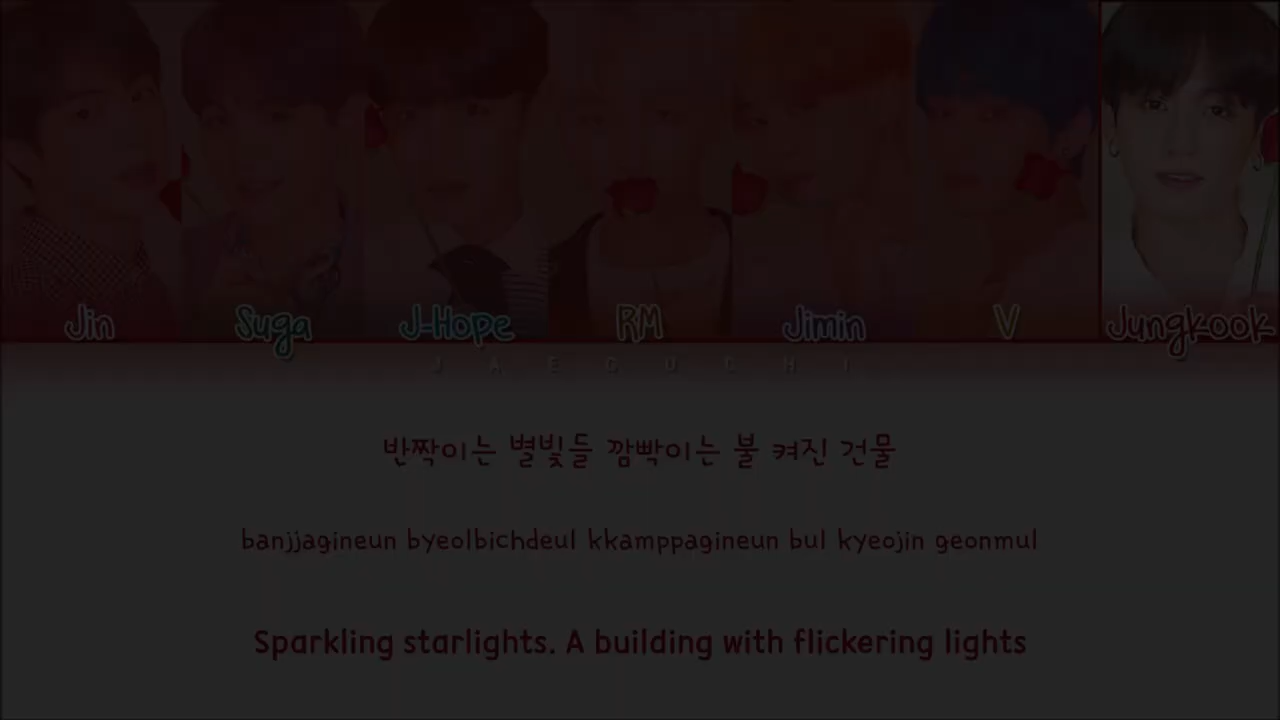 Jin Suga J-Hope RM Jimin V Jungkook
JAEGUCHI
반짝이는 별빛들 깜빡이는 불 켜진 건물
banjjagineun byeolbichdeul kkamppagineun bul kyeojin geonmul
Sparkling starlights. A building with flickering lights